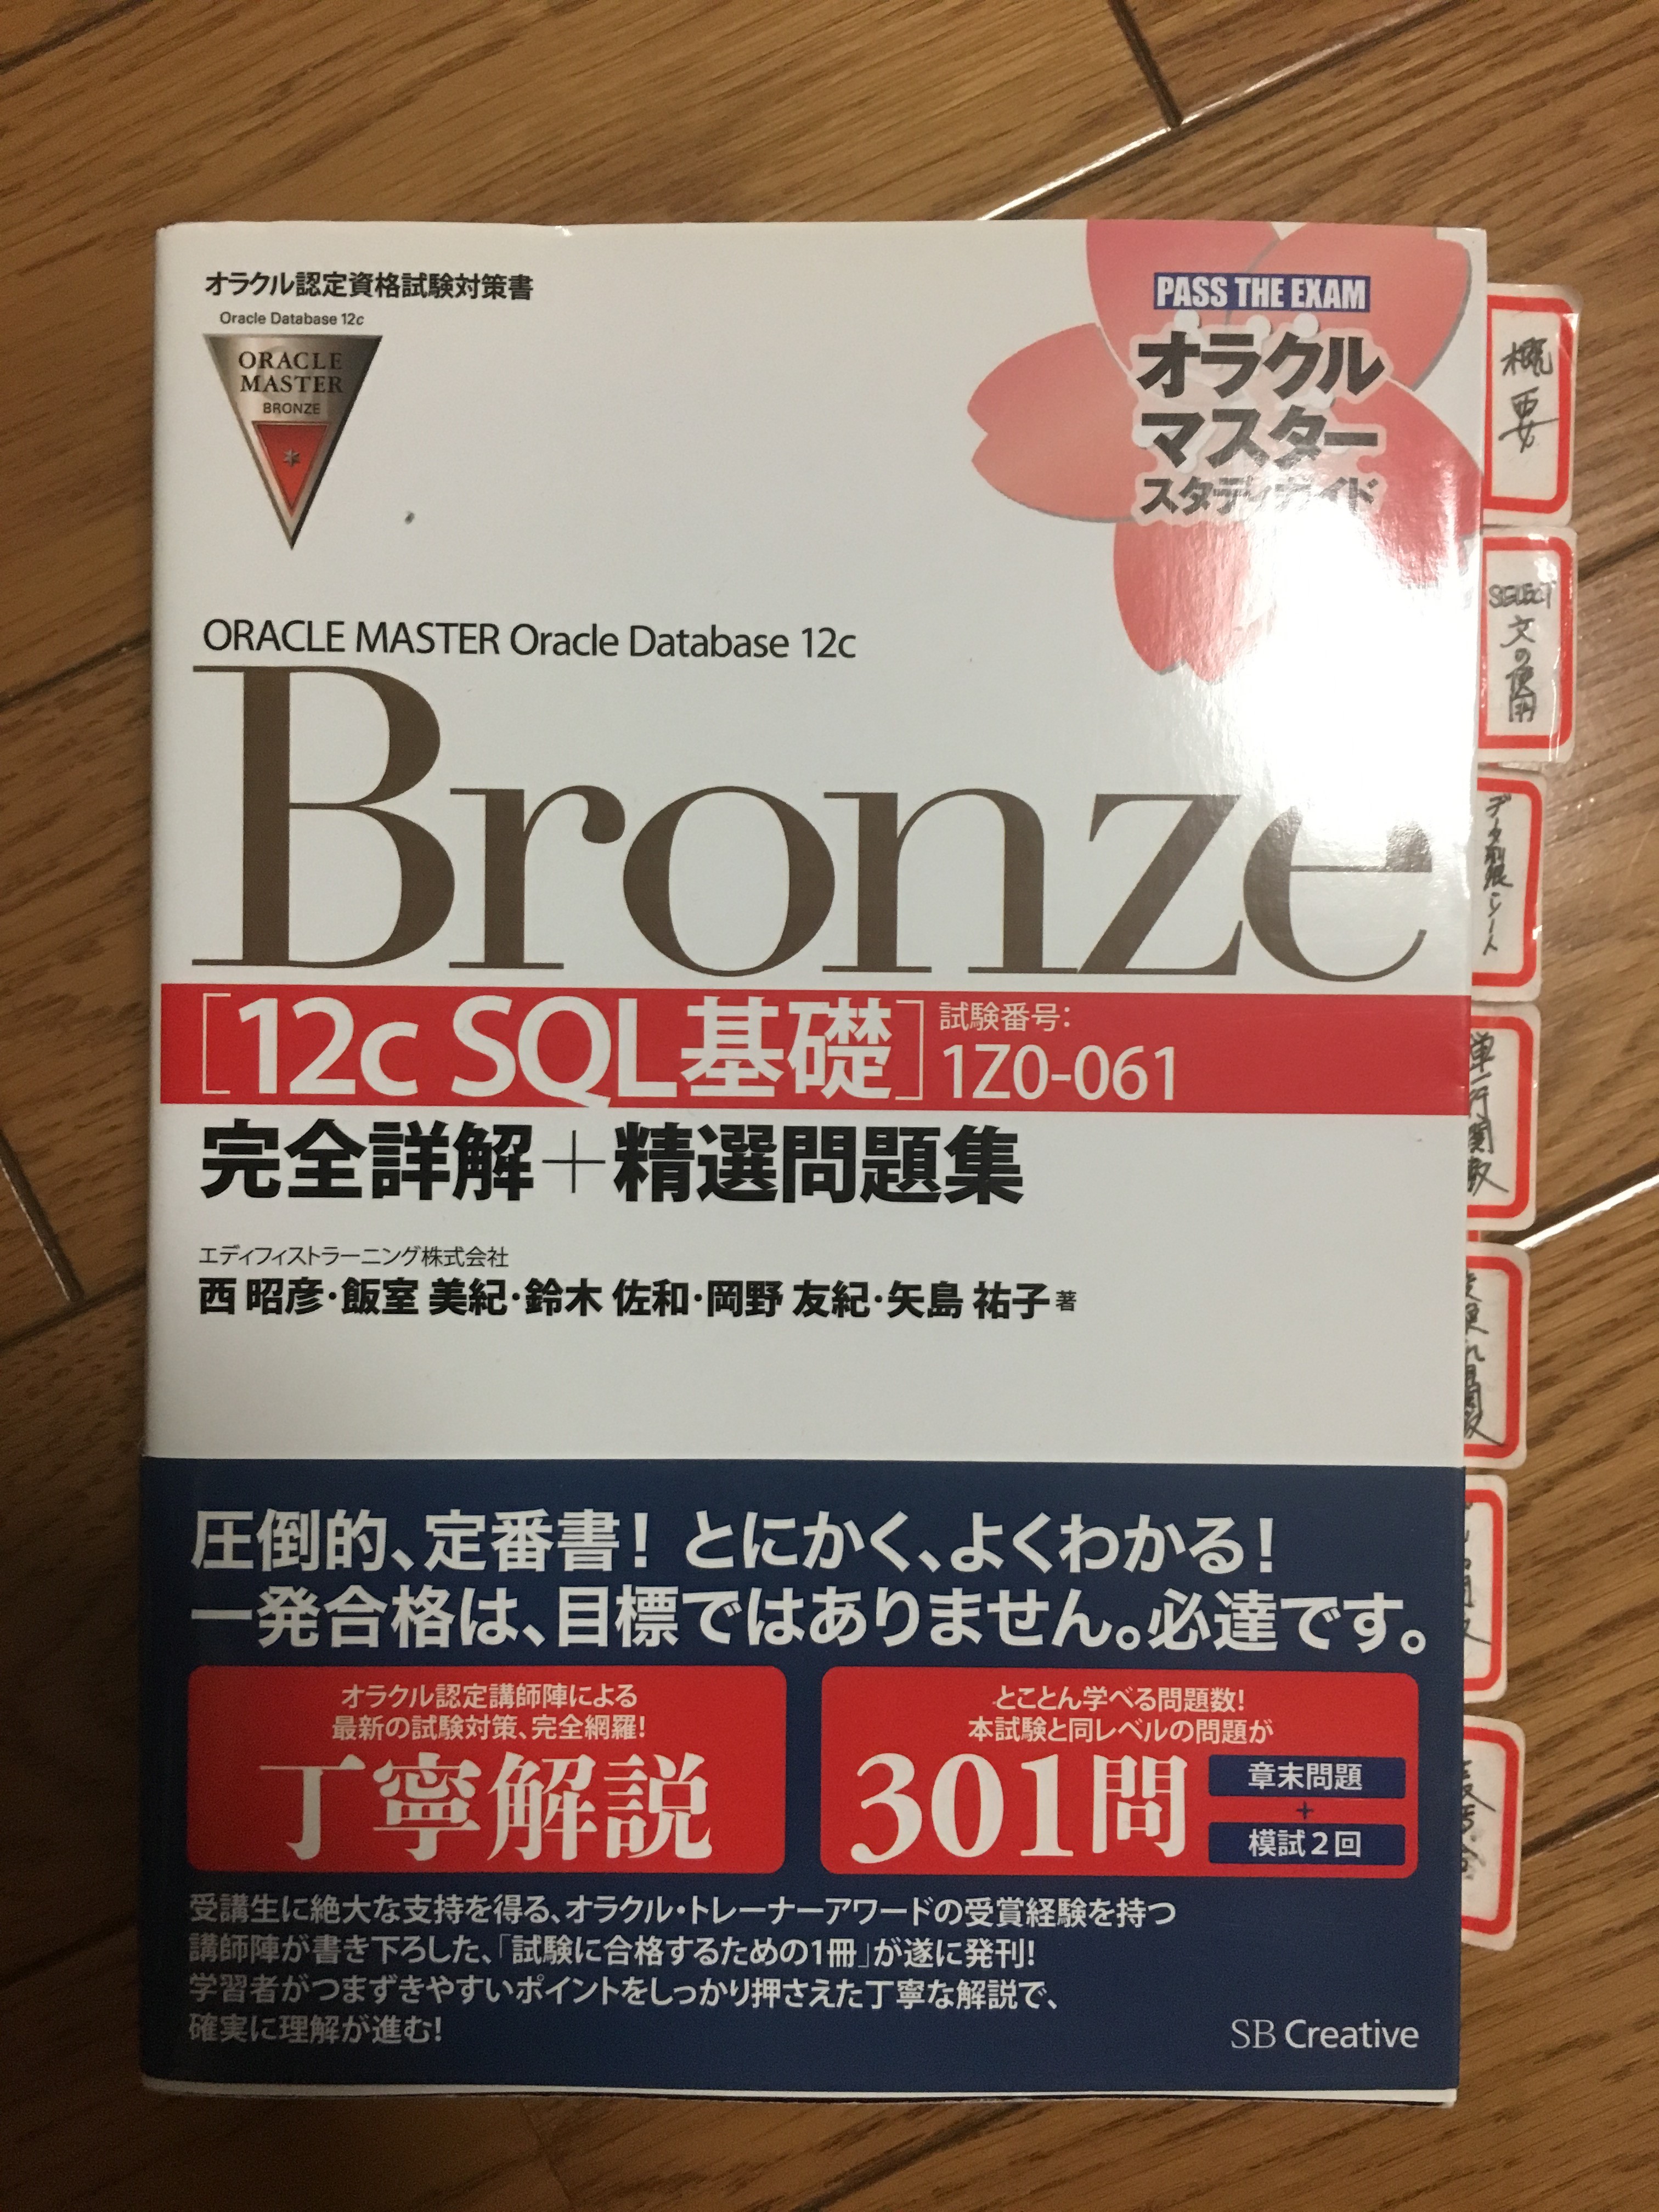 オラクル認定資格試験対策書
Oracle Database 12c
ORACLE
MASTER
BRONZE
PASS THE EXAM
オラクル
マスター
スタディガイド
ORACLE MASTER Oracle Database 12c
Bronze
[12c SQL基礎] 試験番号:
1Z0-061
完全詳解+精選問題集
エディフィストラーニング株式会社
西 昭彦・飯室 美紀・鈴木 佐和・岡野 友紀・矢島 祐子 著
圧倒的、定番書! とにかく、よくわかる!
一発合格は、目標ではありません。必達です。
オラクル認定講師陣による
最新の試験対策、完全網羅!
丁寧解説
とことん学べる問題数!
本試験と同レベルの問題が
301問
章末問題
+
模試2回
受講生に絶大な支持を得る、オラクル・トレーナーアワードの受賞経験を持つ
講師陣が書き下ろした、「試験に合格するための1冊」が遂に発刊!
学習者がつまずきやすいポイントをしっかり押さえた丁寧な解説で、
確実に理解が進む!
SB Creative
概要
SELECT
文の使用
データ制限・ソート
単一行関数